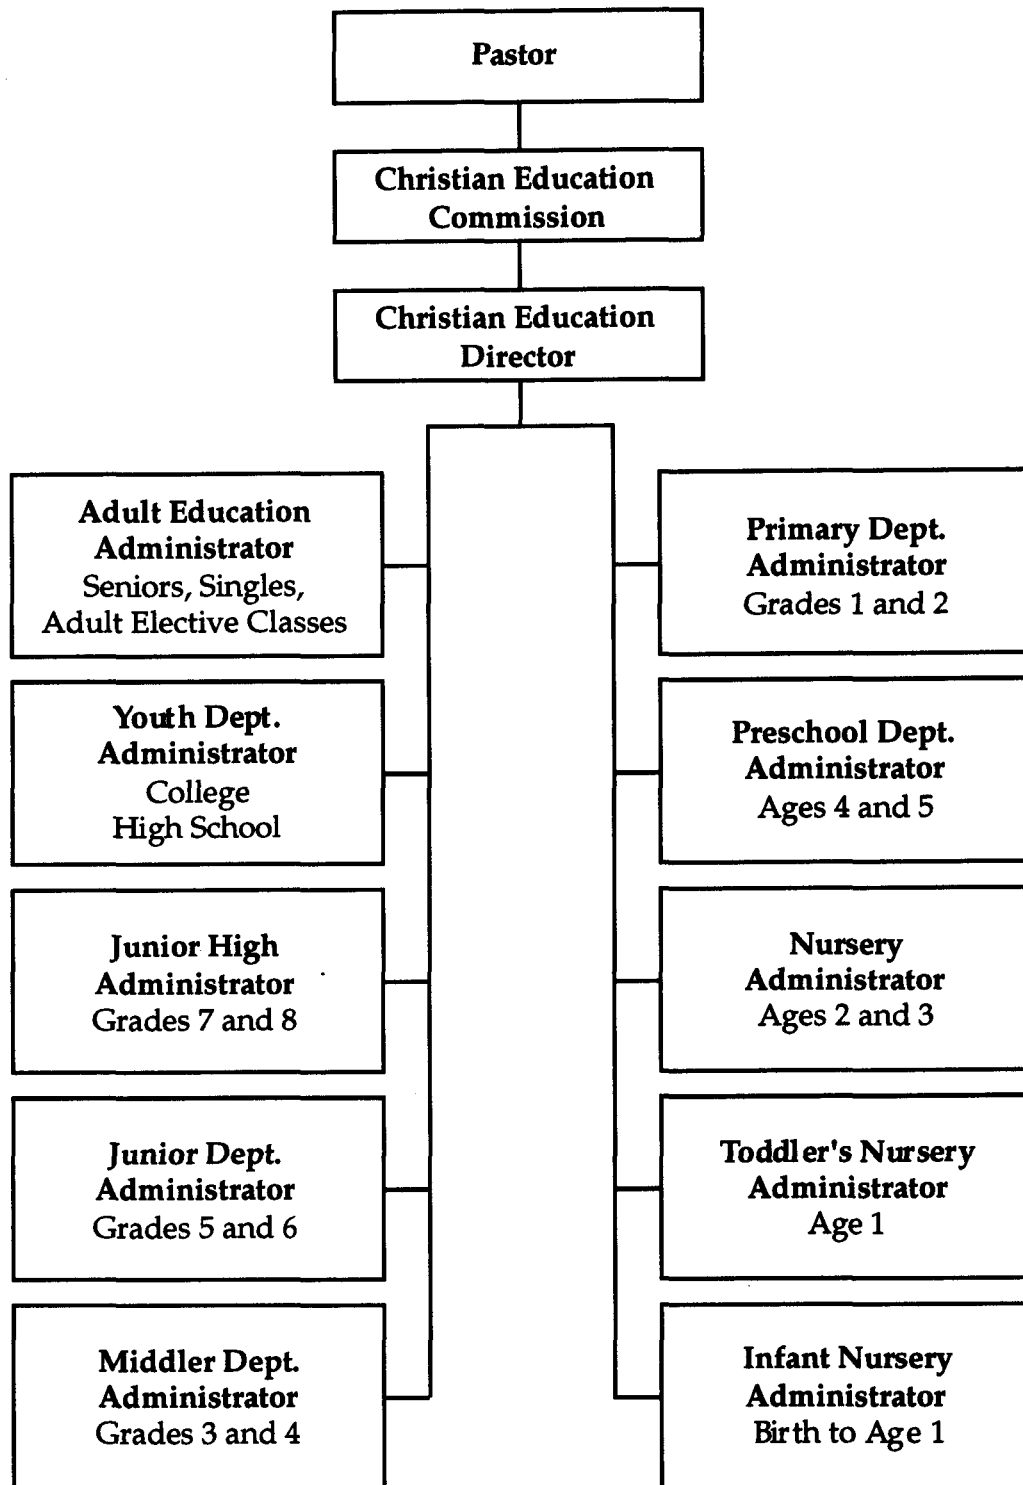 Pastor
Christian Education
Commission
Christian Education
Director
Adult Education
Administrator
Seniors, Singles,
Adult Elective Classes
Youth Dept.
Administrator
College
High School
Junior High
Administrator
Grades 7 and 8
Junior Dept.
Administrator
Grades 5 and 6
Middler Dept.
Administrator
Grades 3 and 4
Primary Dept.
Administrator
Grades 1 and 2
Preschool Dept.
Administrator
Ages 4 and 5
Nursery
Administrator
Ages 2 and 3
Toddler's Nursery
Administrator
Age 1
Infant Nursery
Administrator
Birth to Age 1